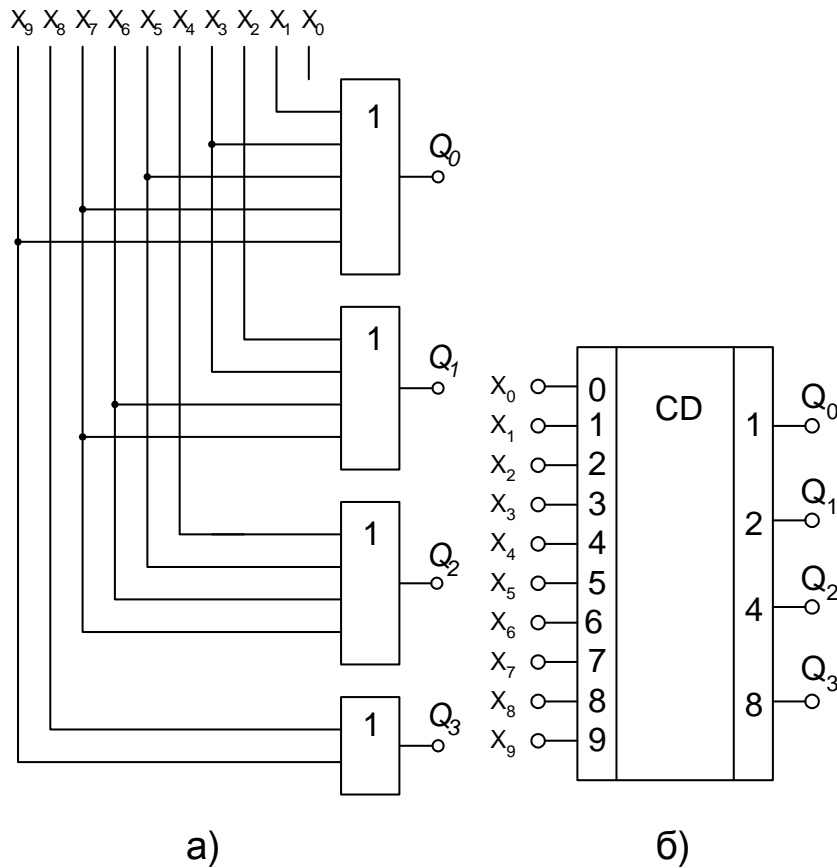 X9 X8 X7 X6 X5 X4 X3 X2 X1 X0
1
Q0
1
Q1
1
Q2
1
Q3
а)
X0 0
X1 1
X2 2
X3 3
X4 4
X5 5
X6 6
X7 7
X8 8
X9 9
CD
1 Q0
2 Q1
4 Q2
8 Q3
б)